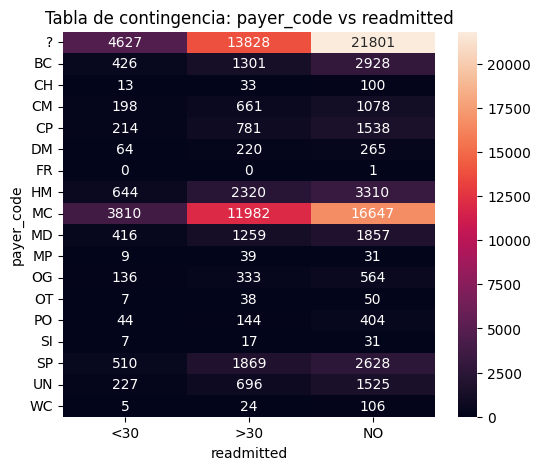 Tabla de contingencia: payer_code vs readmitted
? 4627 13828 21801
BC 426 1301 2928
CH 13 33 100
CM 198 661 1078
CP 214 781 1538
DM 64 220 265
FR 0 0 1
HM 644 2320 3310
MC 3810 11982 16647
MD 416 1259 1857
MP 9 39 31
OG 136 333 564
OT 7 38 50
PO 44 144 404
SI 7 17 31
SP 510 1869 2628
UN 227 696 1525
WC 5 24 106
<30 >30 NO
readmitted
payer_code
20000
17500
15000
12500
10000
7500
5000
2500
0